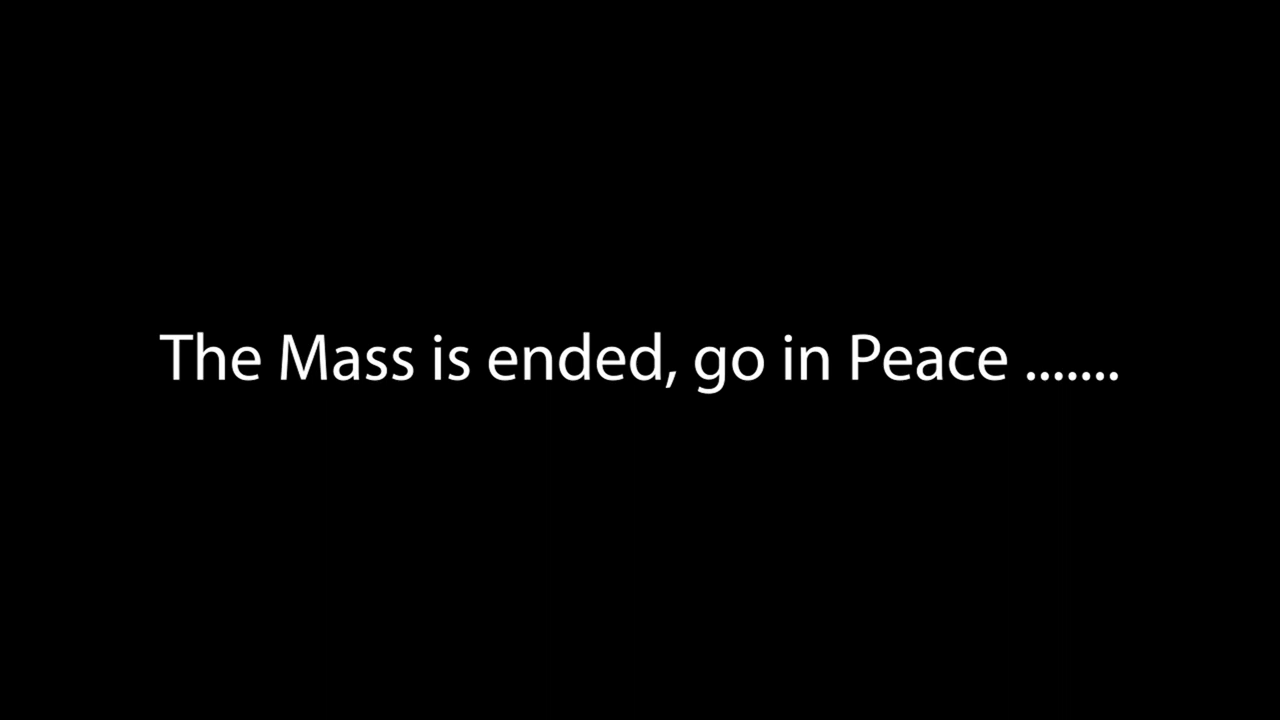 The Mass is ended, go in Peace .......